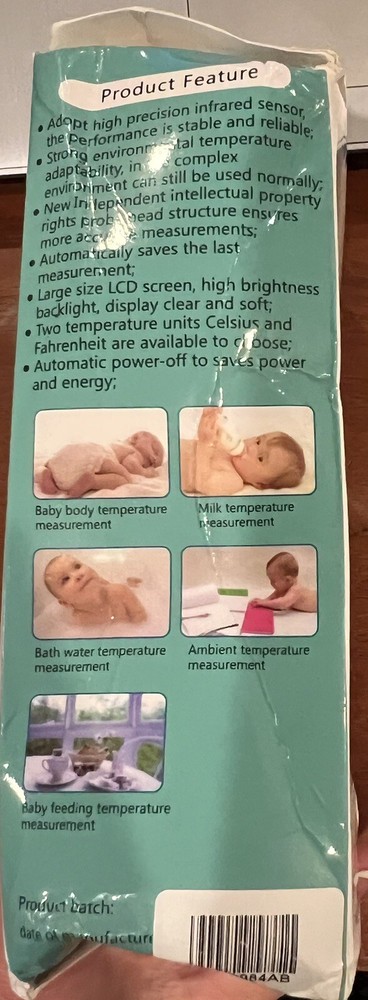 Product Feature
• Adopt high precision infrared sensor,
the performance is stable and reliable;
• Strong environmental temperature
adaptability, in complex
environment can still be used normally;
• New Independent intellectual property
rights probe head structure ensures
more accurate measurements;
• Automatically saves the last
measurement;
• Large size LCD screen, high brightness
backlight, display clear and soft;
• Two temperature units Celsius and
Fahrenheit are available to choose;
• Automatic power-off to saves power
and energy;
Baby body temperature
measurement
Milk temperature
measurement
Bath water temperature
measurement
Ambient temperature
measurement
Baby feeding temperature
measurement
Product batch:
date of manufacture